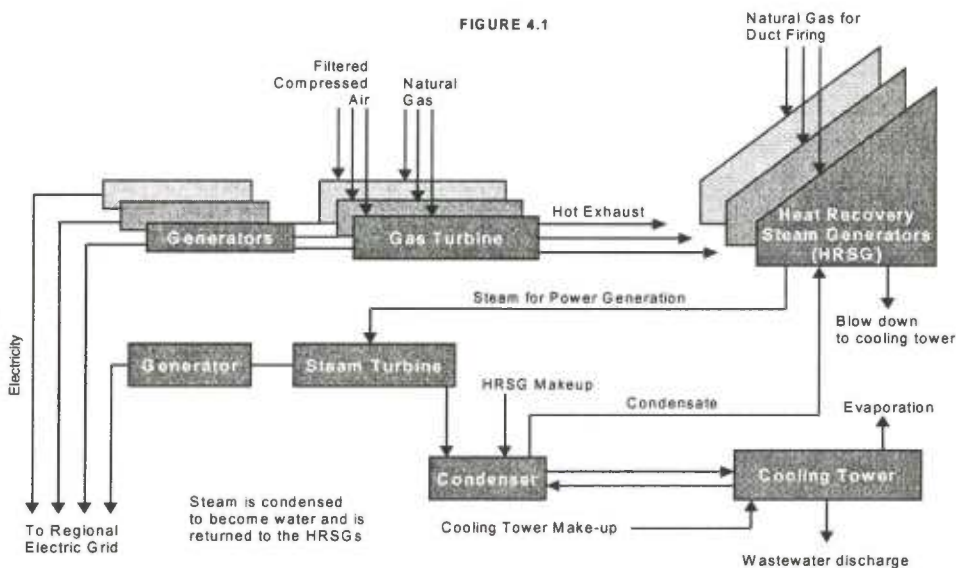 FIGURE 4.1
Natural Gas for
Duct Firing
Filtered
Compressed
Air
Natural
Gas
Hot Exhaust
Generators
Gas Turbine
Heat Recovery
Steam Generators
(HRSG)
Steam for Power Generation
Blow down
to cooling tower
Electricity
Generator
Steam Turbine
HRSG Makeup
Condensate
Evaporation
Condenser
Cooling Tower
Steam is condensed
to become water and is
returned to the HRSGs
Cooling Tower Make-up
To Regional
Electric Grid
Wastewater discharge